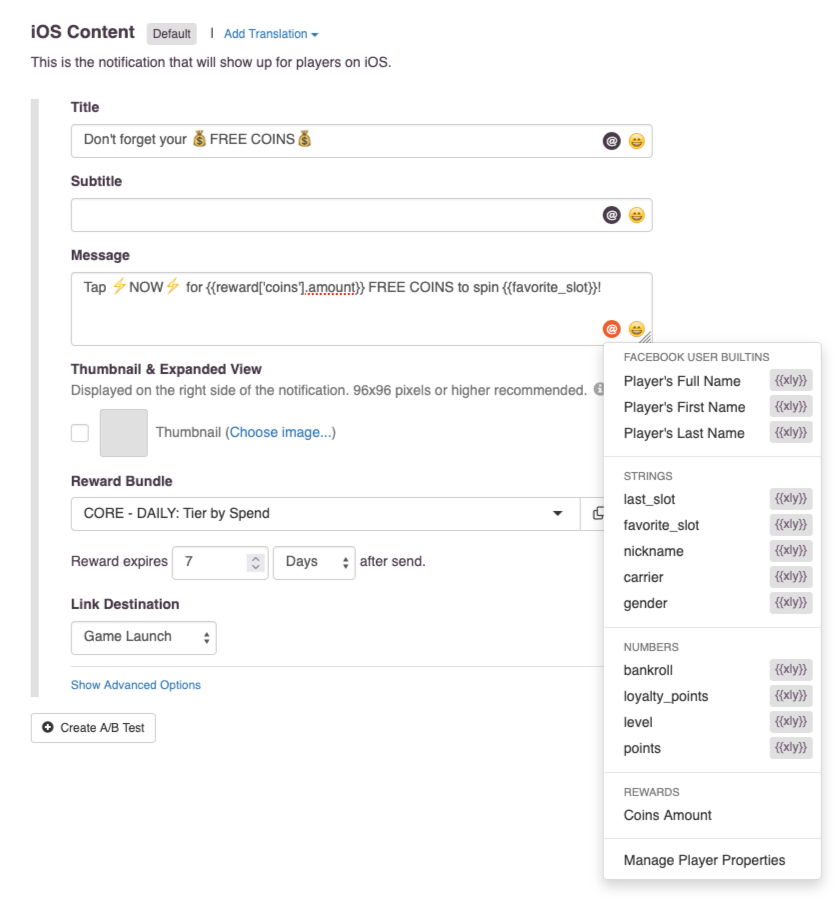 iOS Content Default | Add Translation
This is the notification that will show up for players on iOS.
Title
Don't forget your 💰 FREE COINS💰
@ 😄
Subtitle
@ 😄
Message
Tap ⚡NOW⚡ for {{reward['coins'].amount}} FREE COINS to spin {{favorite_slot}}!
@ 😄
Thumbnail & Expanded View
Displayed on the right side of the notification. 96x96 pixels or higher recommended.
Thumbnail (Choose image...)
Reward Bundle
CORE - DAILY: Tier by Spend
Reward expires 7 Days after send.
Link Destination
Game Launch
Show Advanced Options
Create A/B Test
FACEBOOK USER BUILTINS
Player's Full Name {{xly}}
Player's First Name {{xly}}
Player's Last Name {{xly}}
STRINGS
last_slot {{xly}}
favorite_slot {{xly}}
nickname {{xly}}
carrier {{xly}}
gender {{xly}}
NUMBERS
bankroll {{xly}}
loyalty_points {{xly}}
level {{xly}}
points {{xly}}
REWARDS
Coins Amount
Manage Player Properties